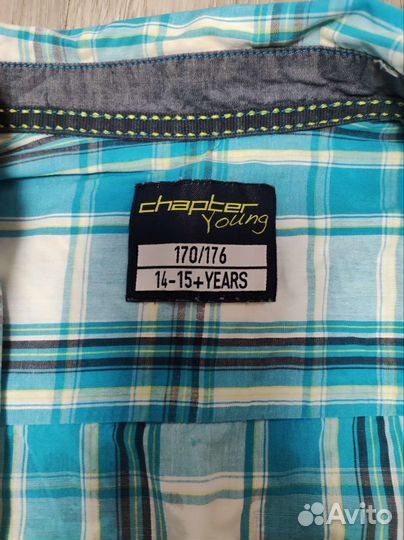 chapter
Young
170/176
14-15+YEARS
Avito